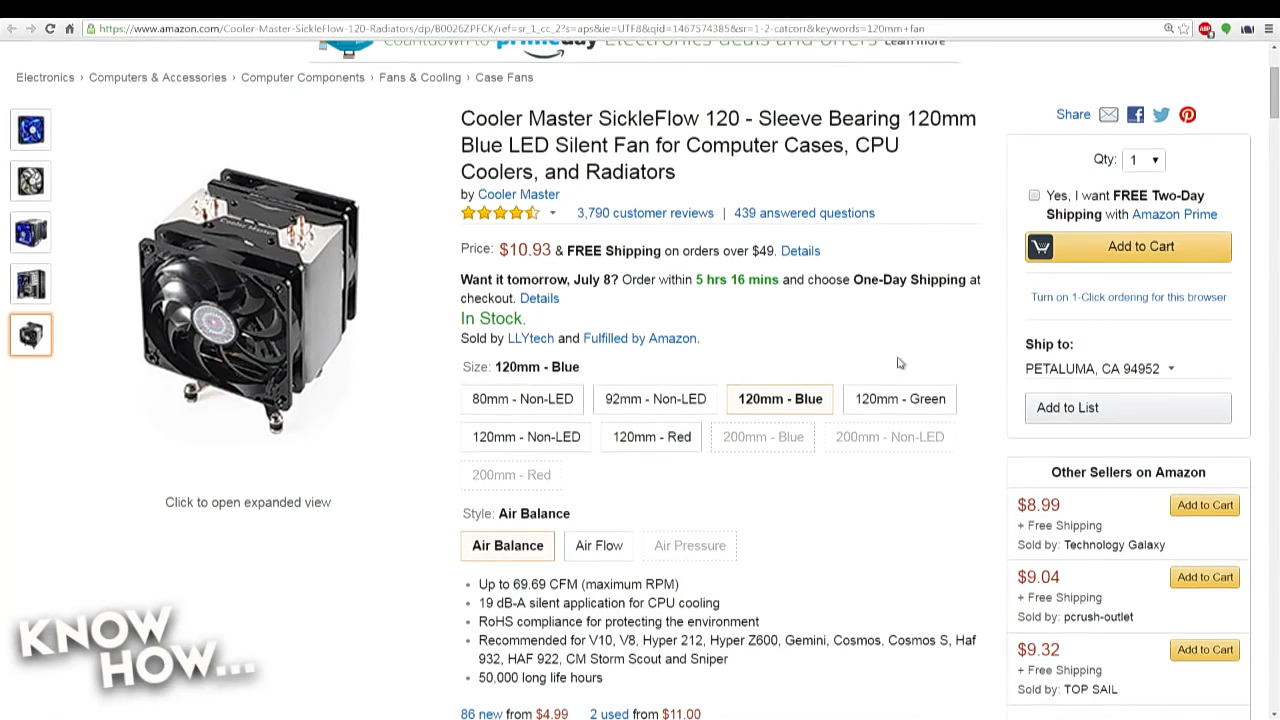 https://www.amazon.com/Cooler-Master-SickleFlow-120-Radiators/dp/B0026ZPFCK/ref=sr_1_cc_2?s=aps&ie=UTF8&qid=1467574385&sr=1-2-catcorr&keywords=120mm+fan
Countdown to primeday Electronics deals and offers Learn more
Electronics › Computers & Accessories › Computer Components › Fans & Cooling › Case Fans
Cooler Master SickleFlow 120 - Sleeve Bearing 120mm
Blue LED Silent Fan for Computer Cases, CPU
Coolers, and Radiators
by Cooler Master
3,790 customer reviews | 439 answered questions
Price: $10.93 & FREE Shipping on orders over $49. Details
Want it tomorrow, July 8? Order within 5 hrs 16 mins and choose One-Day Shipping at
checkout. Details
In Stock.
Sold by LLYtech and Fulfilled by Amazon.
Size: 120mm - Blue
80mm - Non-LED
92mm - Non-LED
120mm - Blue
120mm - Green
120mm - Non-LED
120mm - Red
200mm - Blue
200mm - Non-LED
200mm - Red
Style: Air Balance
Air Balance
Air Flow
Air Pressure
• Up to 69.69 CFM (maximum RPM)
• 19 dB-A silent application for CPU cooling
• RoHS compliance for protecting the environment
• Recommended for V10, V8, Hyper 212, Hyper Z600, Gemini, Cosmos, Cosmos S, Haf
932, HAF 922, CM Storm Scout and Sniper
• 50,000 long life hours
86 new from $4.99 2 used from $11.00
Cooler Master
Click to open expanded view
KNOW
HOW...
Share
Qty: 1
Yes, I want FREE Two-Day
Shipping with Amazon Prime
Add to Cart
Turn on 1-Click ordering for this browser
Ship to:
PETALUMA, CA 94952
Add to List
Other Sellers on Amazon
$8.99 Add to Cart
+ Free Shipping
Sold by: Technology Galaxy
$9.04 Add to Cart
+ Free Shipping
Sold by: pcrush-outlet
$9.32 Add to Cart
+ Free Shipping
Sold by: TOP SAIL